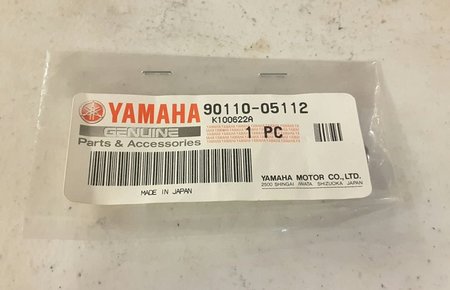 YAMAHA 90110-05112
K100622A
GENUINE
Parts & Accessories
1 PC
MADE IN JAPAN
YAMAHA MOTOR CO.,LTD.
2500 SHINGAI IWATA SHIZUOKA JAPAN